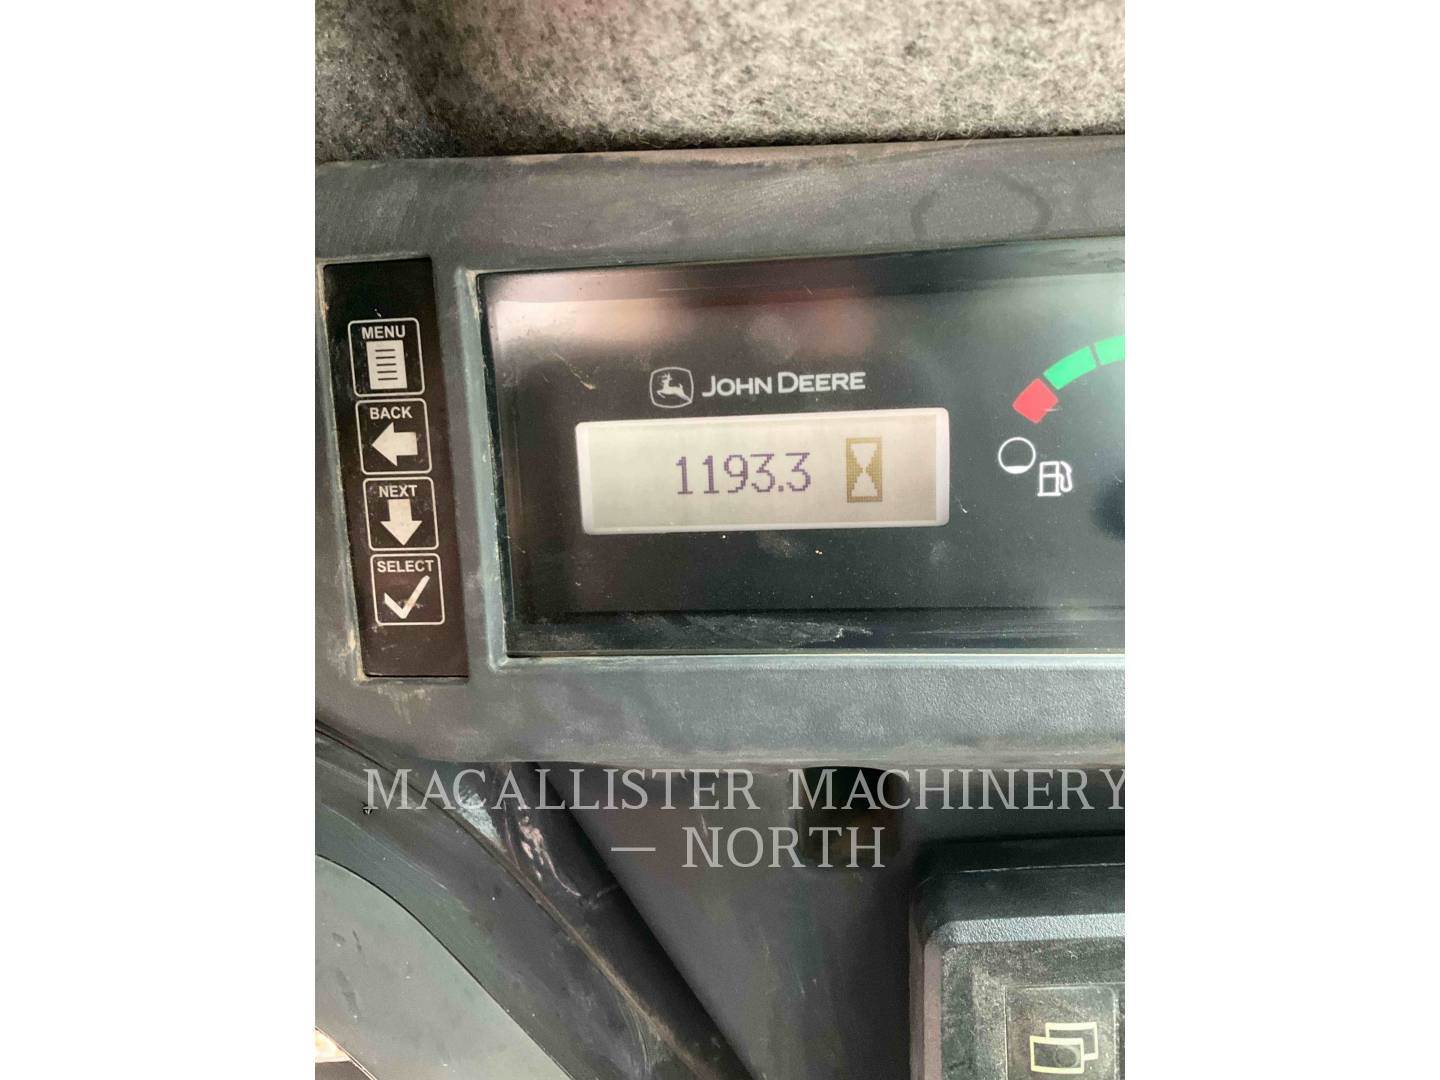 MENU
BACK
NEXT
SELECT
JOHN DEERE
1193.3
MACALLISTER MACHINERY
— NORTH